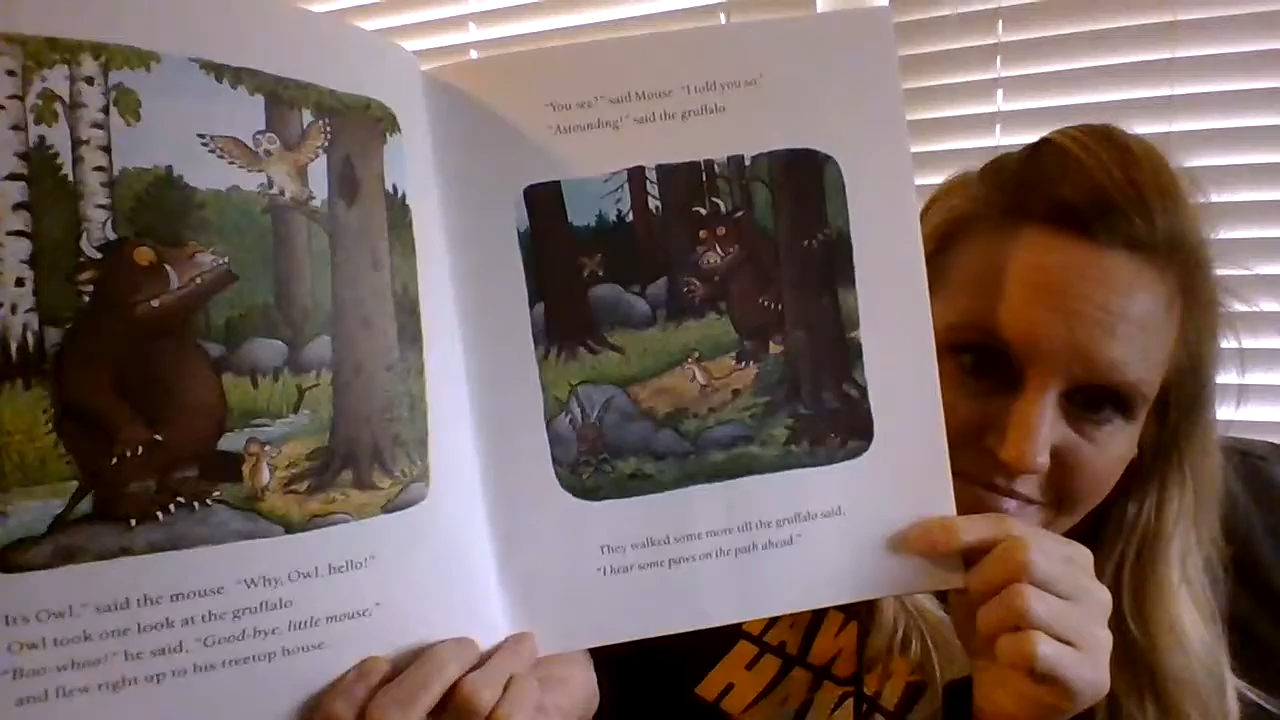 It's Owl," said the mouse. "Why, Owl, hello!"
Owl took one look at the gruffalo.
"Boo-whoo!" he said, "Good-bye, little mouse,"
and flew right up to his treetop house.
"You see?" said Mouse. "I told you so."
"Astounding!" said the gruffalo.
They walked some more till the gruffalo said,
"I hear some paws on the path ahead."